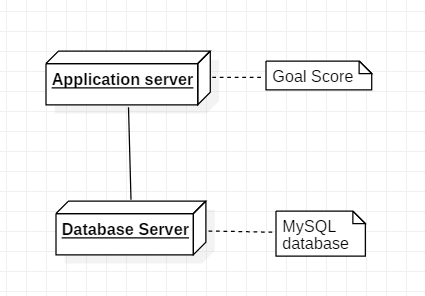 Application server
Goal Score
Database Server
MySQL
database